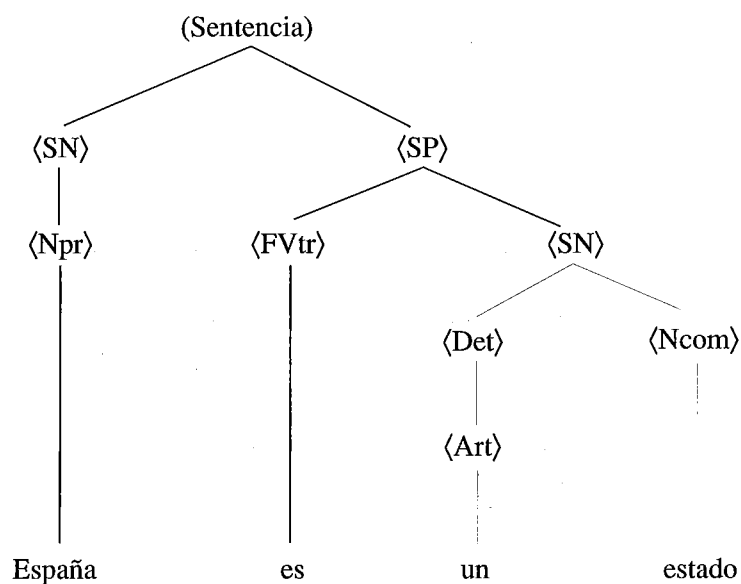 (Sentencia)
⟨SN⟩ ⟨SP⟩
⟨Npr⟩ ⟨FVtr⟩ ⟨SN⟩
⟨Det⟩ ⟨Ncom⟩
⟨Art⟩
España es un estado